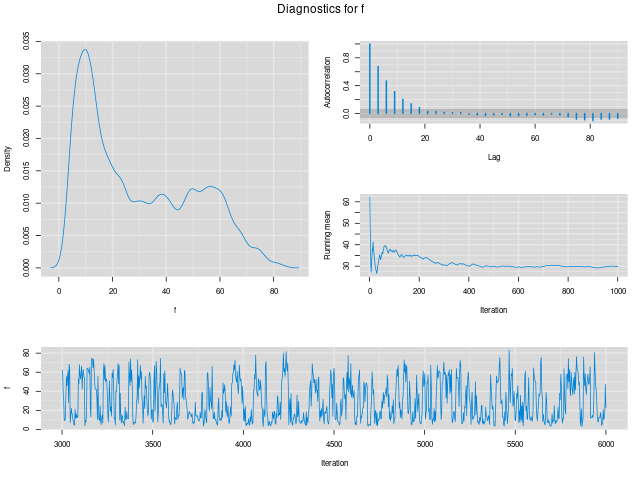 Diagnostics for f
Density
0.000 0.005 0.010 0.015 0.020 0.025 0.030 0.035
0 20 40 60 80
f
Autocorrelation
0.0 0.4 0.8
0 20 40 60 80
Lag
Running mean
30 40 50 60
0 200 400 600 800 1000
Iteration
f
0 20 40 60 80
3000 3500 4000 4500 5000 5500 6000
Iteration